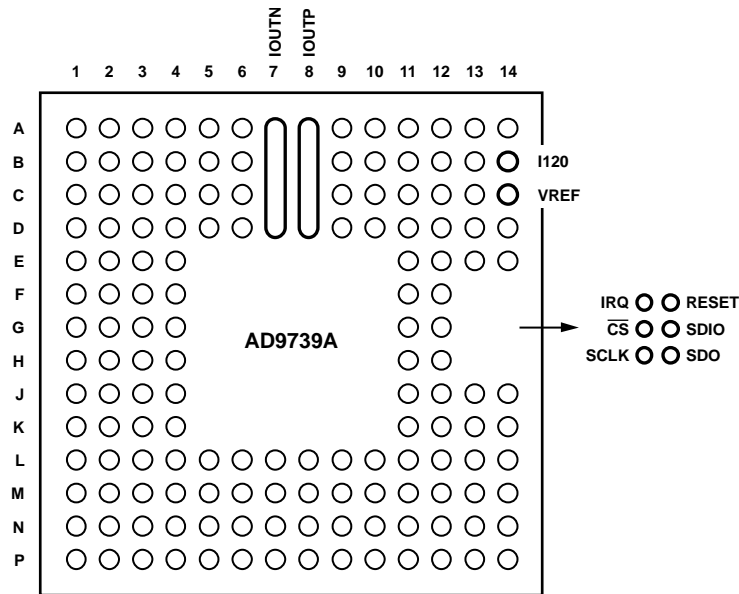 IOUTN
IOUTP
1 2 3 4 5 6 7 8 9 10 11 12 13 14
A
B I120
C VREF
D
E
F IRQ RESET
G AD9739A CS SDIO
H SCLK SDO
J
K
L
M
N
P